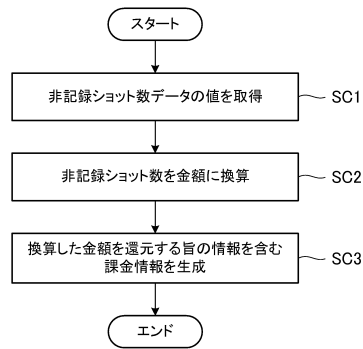 スタート
非記録ショット数データの値を取得
SC1
非記録ショット数を金額に換算
SC2
換算した金額を還元する旨の情報を含む
課金情報を生成
SC3
エンド